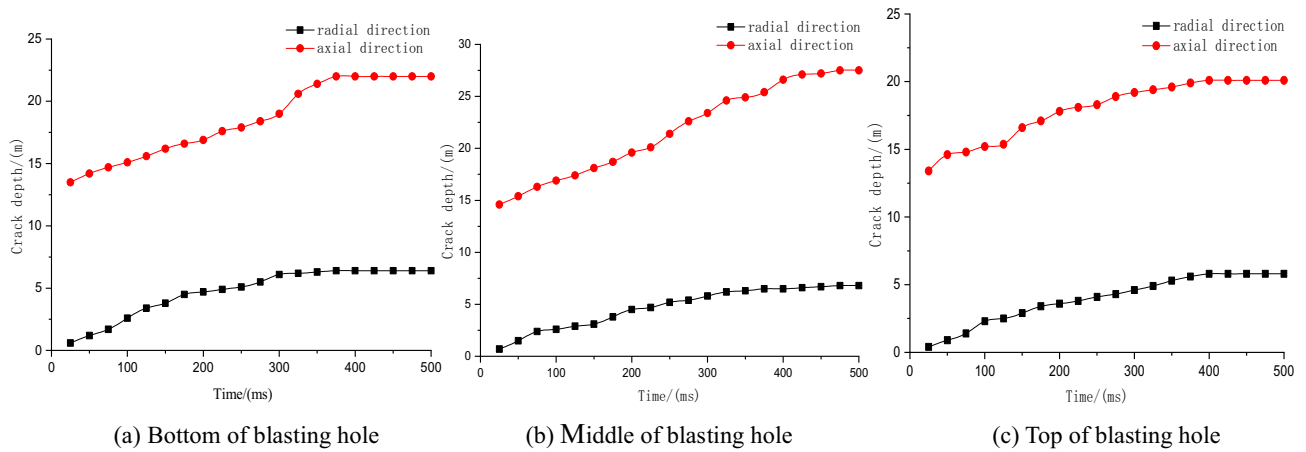 radial direction
axial direction
25
20
15
10
5
0
Crack depth/(m)
0 100 200 300 400 500
Time/(ms)
(a) Bottom of blasting hole
radial direction
axial direction
30
25
20
15
10
5
0
Crack depth/(m)
0 100 200 300 400 500
Time/(ms)
(b) Middle of blasting hole
radial direction
axial direction
25
20
15
10
5
0
Crack depth/(m)
0 100 200 300 400 500
Time/(ms)
(c) Top of blasting hole